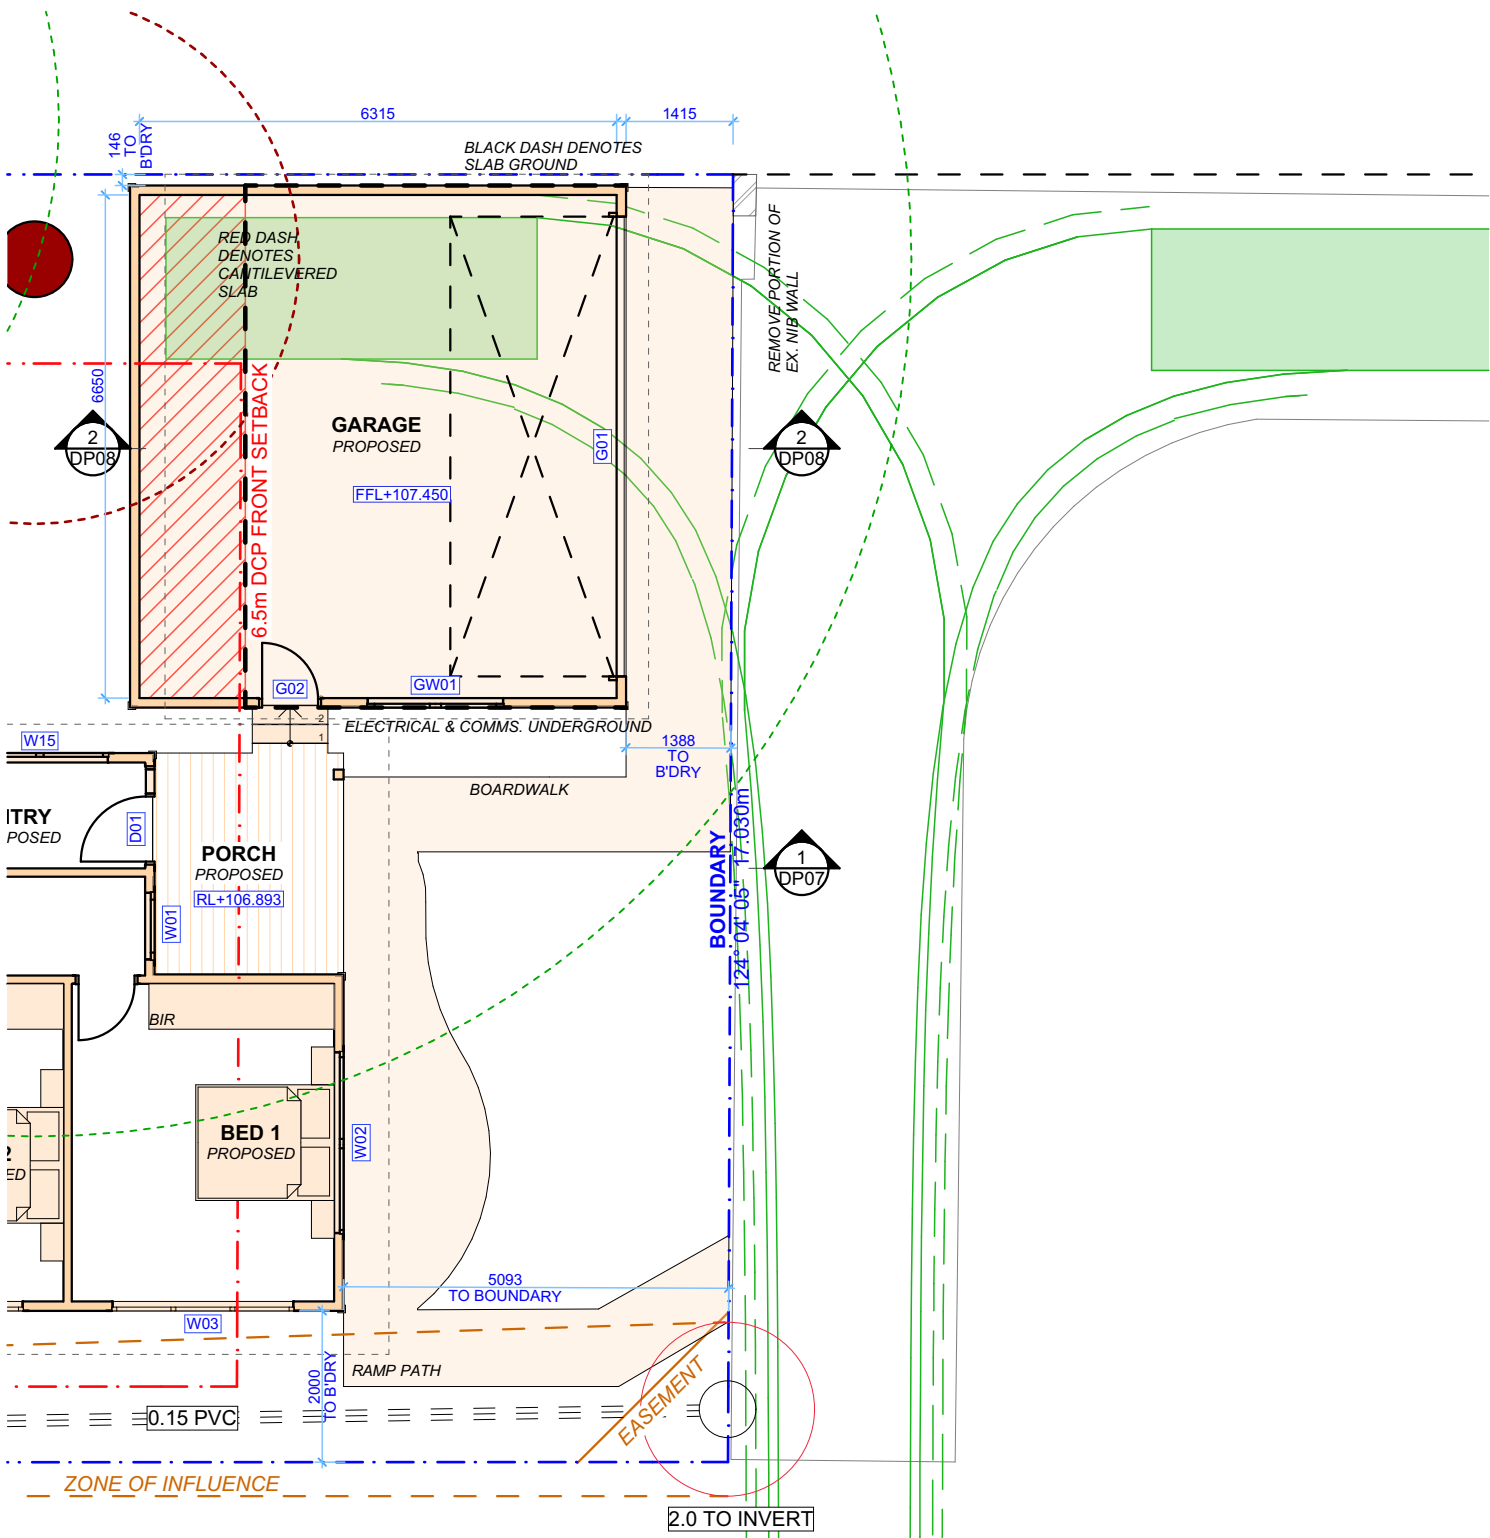 6315
1415
146
TO
B'DRY
BLACK DASH DENOTES
SLAB GROUND
REMOVE PORTION OF
EX. NIB WALL
RED DASH
DENOTES
CANTILEVERED
SLAB
6650
6.5m DCP FRONT SETBACK
GARAGE
PROPOSED
FFL+107.450
G01
2
DP08
2
DP08
G02
GW01
2
1
ELECTRICAL & COMMS. UNDERGROUND
1388
TO
B'DRY
BOARDWALK
W15
POSED
D01
PORCH
PROPOSED
RL+106.893
W01
BOUNDARY
124° 04' 05" 17.030m
1
DP07
BIR
BED 1
PROPOSED
W02
2
ED
5093
TO BOUNDARY
W03
2000
TO B'DRY
RAMP PATH
EASEMENT
0.15 PVC
ZONE OF INFLUENCE
2.0 TO INVERT